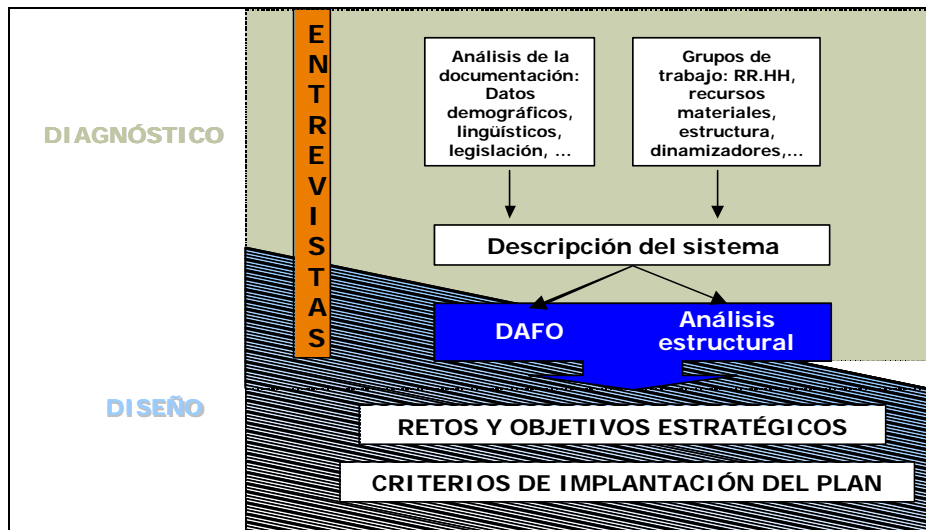 ENTREVISTAS
Análisis de la
documentación:
Datos
demográficos,
lingüísticos,
legislación, ...
Grupos de
trabajo: RR.HH,
recursos
materiales,
estructura,
dinamizadores,...
DIAGNÓSTICO
Descripción del sistema
DAFO
Análisis
estructural
DISEÑO
RETOS Y OBJETIVOS ESTRATÉGICOS
CRITERIOS DE IMPLANTACIÓN DEL PLAN